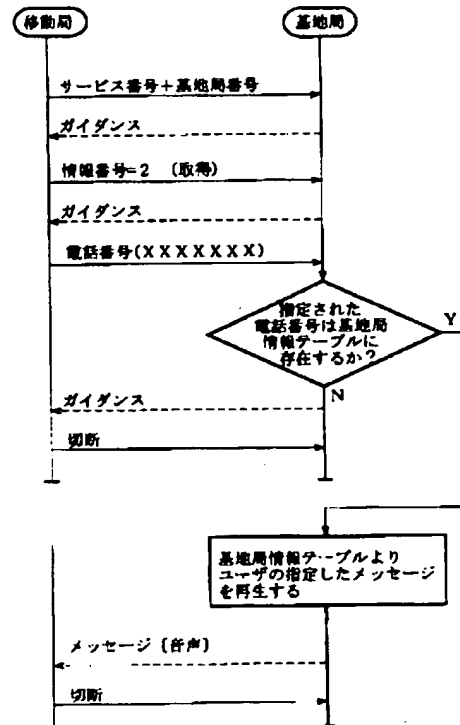 移動局
基地局
サービス番号+基地局番号
ガイダンス
情報番号=2 (取得)
ガイダンス
電話番号(XXXXXXX)
指定された
電話番号は基地局
情報テーブルに
存在するか?
Y
N
ガイダンス
切断
基地局情報テーブルより
ユーザの指定したメッセージ
を再生する
メッセージ(音声)
切断